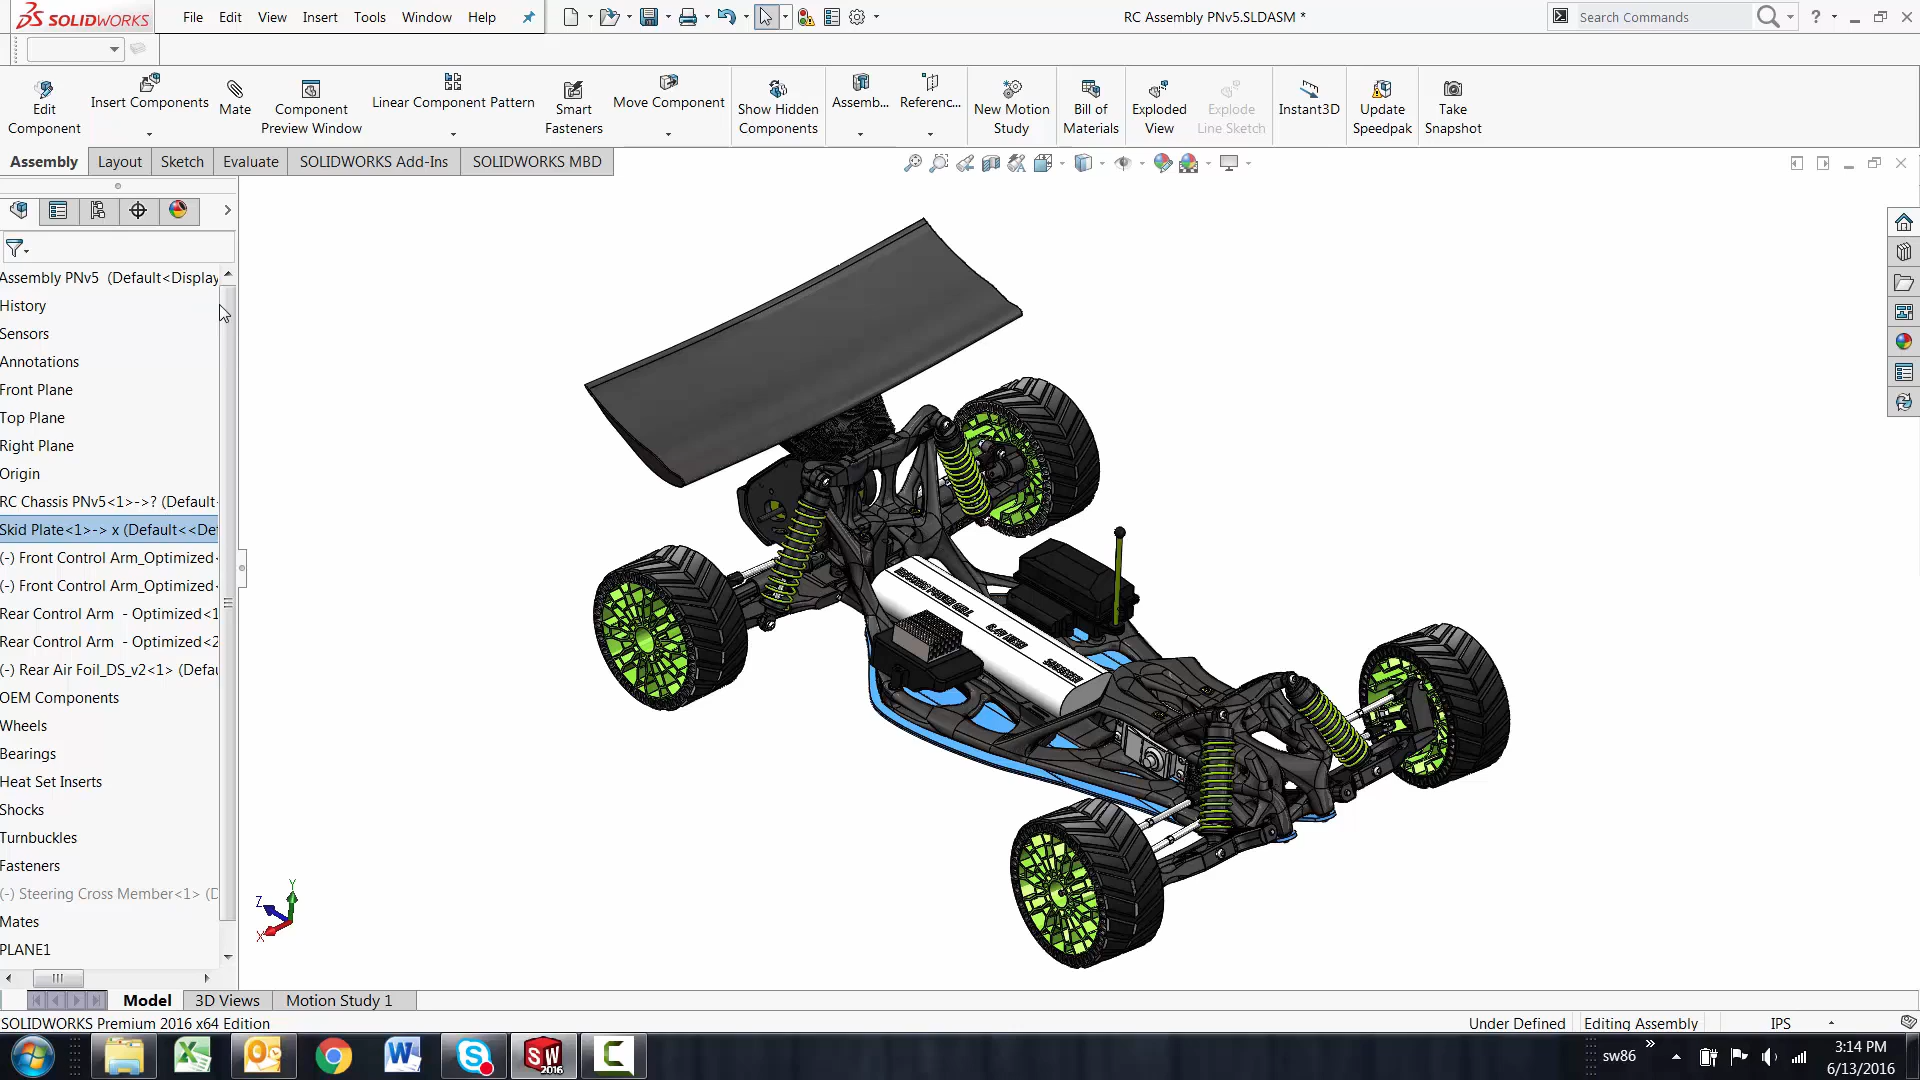 SOLIDWORKS
File Edit View Insert Tools Window Help
RC Assembly PNv5.SLDASM *
Search Commands
?
Edit Component
Insert Components
Mate
Component Preview Window
Linear Component Pattern
Smart Fasteners
Move Component
Show Hidden Components
Assemb...
Referenc...
New Motion Study
Bill of Materials
Exploded View
Explode Line Sketch
Instant3D
Update Speedpak
Take Snapshot
Assembly Layout Sketch Evaluate SOLIDWORKS Add-Ins SOLIDWORKS MBD
Assembly PNv5 (Default<Display
History
Sensors
Annotations
Front Plane
Top Plane
Right Plane
Origin
RC Chassis PNv5<1>->? (Default
Skid Plate<1>-> x (Default<<Def
(-) Front Control Arm_Optimized<
(-) Front Control Arm_Optimized<
Rear Control Arm - Optimized<1
Rear Control Arm - Optimized<2
(-) Rear Air Foil_DS_v2<1> (Defau
OEM Components
Wheels
Bearings
Heat Set Inserts
Shocks
Turnbuckles
Fasteners
(-) Steering Cross Member<1> (D
Mates
PLANE1
Y
Z
X
Model 3D Views Motion Study 1
SOLIDWORKS Premium 2016 x64 Edition
Under Defined Editing Assembly IPS
SW
2016
sw86
3:14 PM
6/13/2016